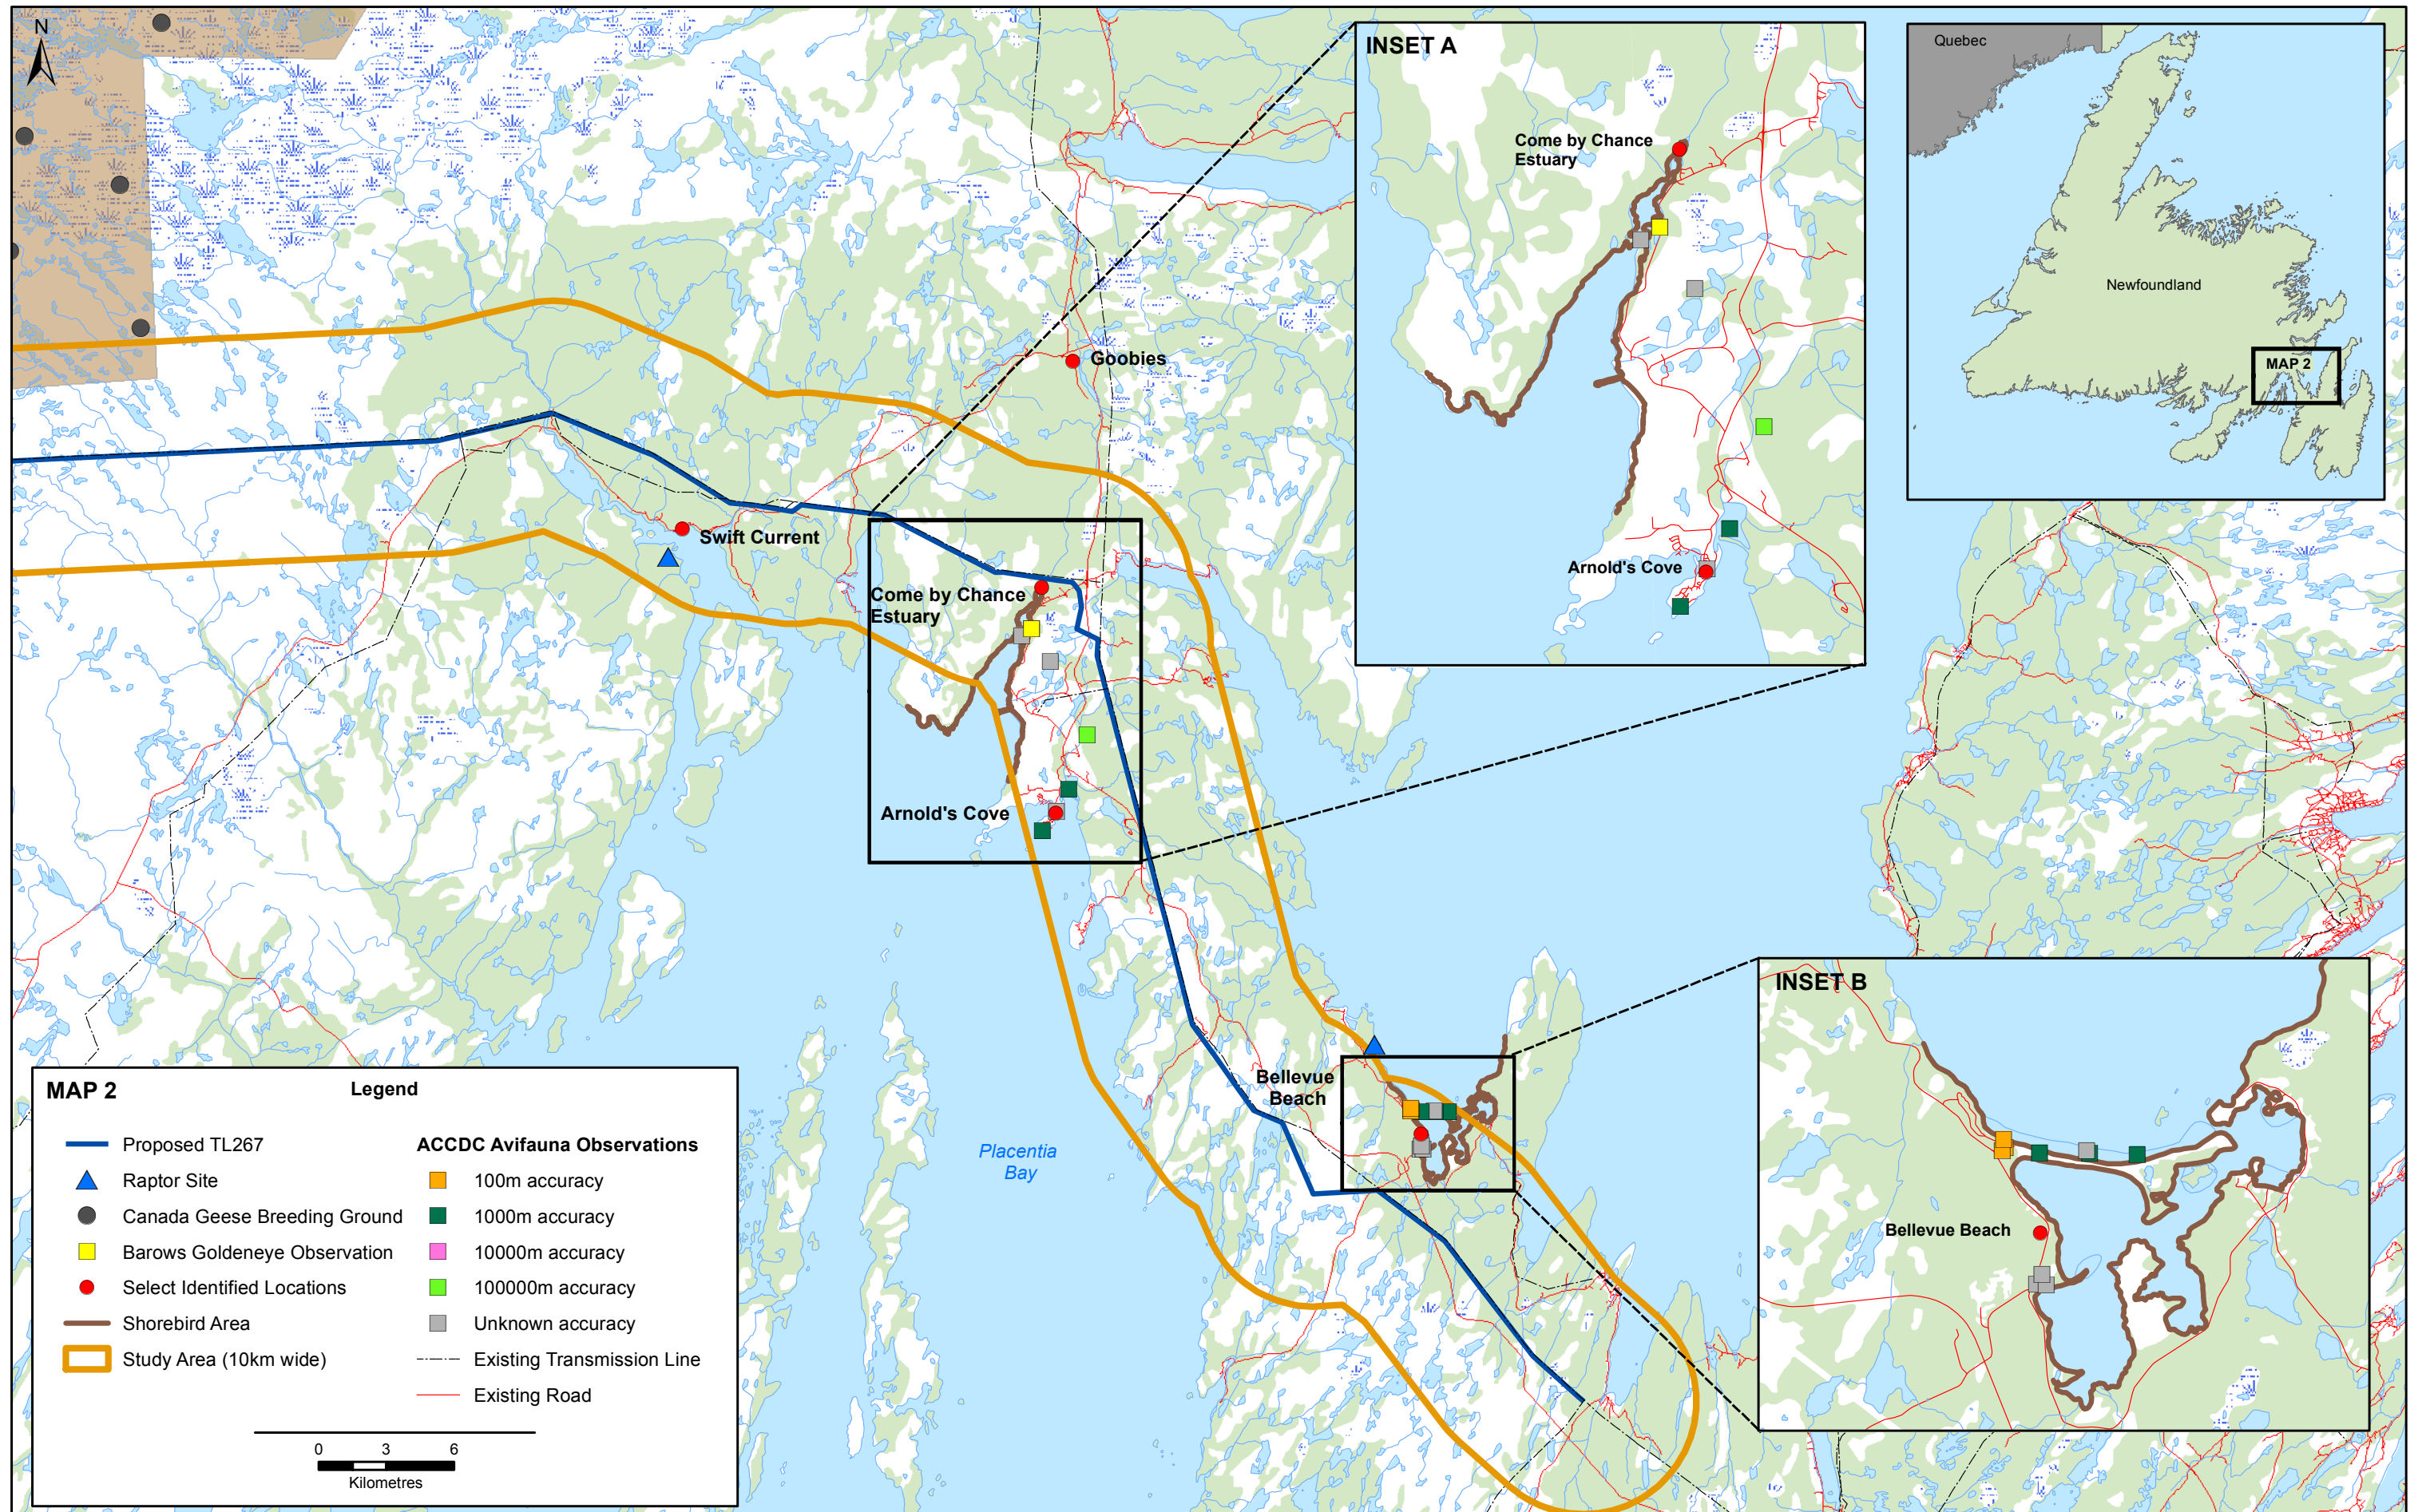 N
INSET A
Come by Chance
Estuary
Arnold's Cove
Quebec
Newfoundland
MAP 2
Goobies
Swift Current
Come by Chance
Estuary
Arnold's Cove
Bellevue
Beach
Placentia
Bay
INSET B
Bellevue Beach
MAP 2
Legend
Proposed TL267
Raptor Site
Canada Geese Breeding Ground
Barows Goldeneye Observation
Select Identified Locations
Shorebird Area
Study Area (10km wide)
ACCDC Avifauna Observations
100m accuracy
1000m accuracy
10000m accuracy
100000m accuracy
Unknown accuracy
Existing Transmission Line
Existing Road
0 3 6
Kilometres